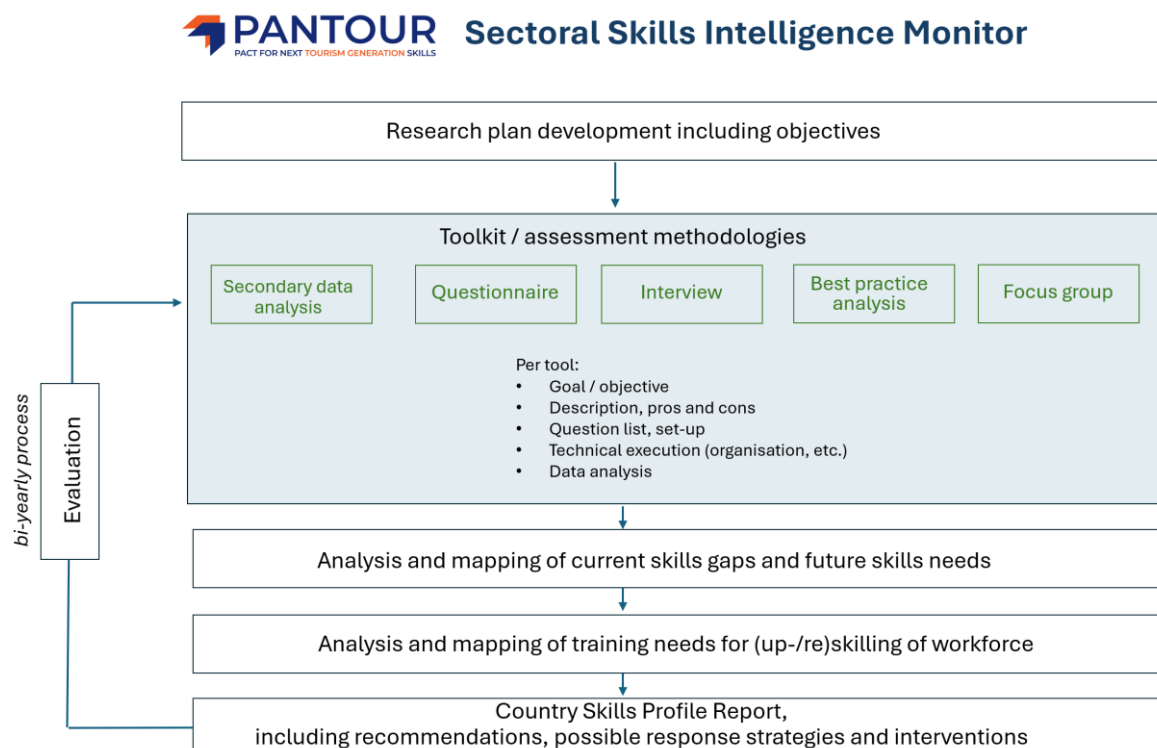 PANTOUR
PACT FOR NEXT TOURISM GENERATION SKILLS
Sectoral Skills Intelligence Monitor
Research plan development including objectives
Toolkit / assessment methodologies
Secondary data
analysis
Questionnaire
Interview
Best practice
analysis
Focus group
Per tool:
• Goal / objective
• Description, pros and cons
• Question list, set-up
• Technical execution (organisation, etc.)
• Data analysis
bi-yearly process
Evaluation
Analysis and mapping of current skills gaps and future skills needs
Analysis and mapping of training needs for (up-/re)skilling of workforce
Country Skills Profile Report,
including recommendations, possible response strategies and interventions